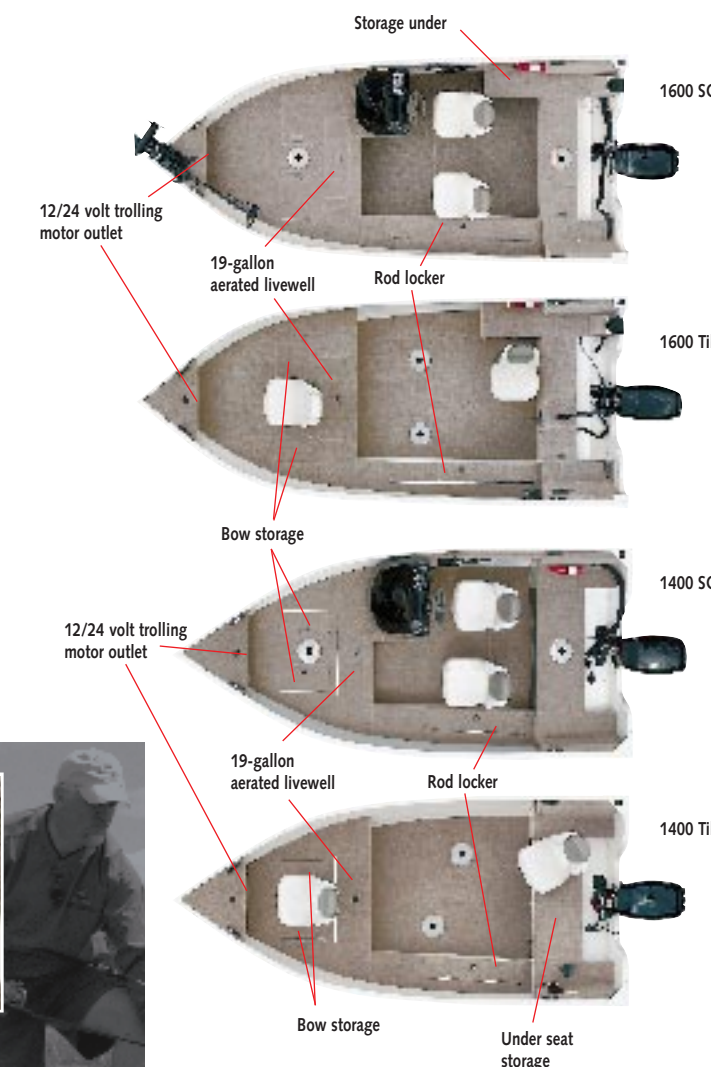 Storage under
1600 SC
12/24 volt trolling
motor outlet
19-gallon
aerated livewell
Rod locker
1600 Til
Bow storage
1400 SC
12/24 volt trolling
motor outlet
19-gallon
aerated livewell
Rod locker
1400 Til
Bow storage
Under seat
storage